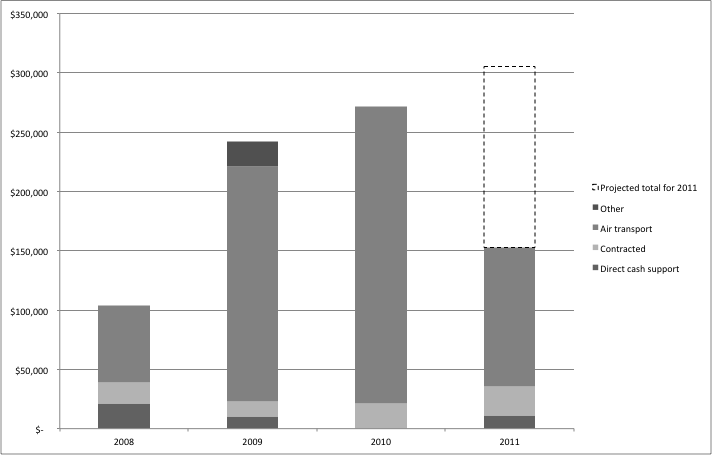 $350,000
$300,000
$250,000
$200,000
$150,000
$100,000
$50,000
$-
2008 2009 2010 2011
Projected total for 2011
Other
Air transport
Contracted
Direct cash support